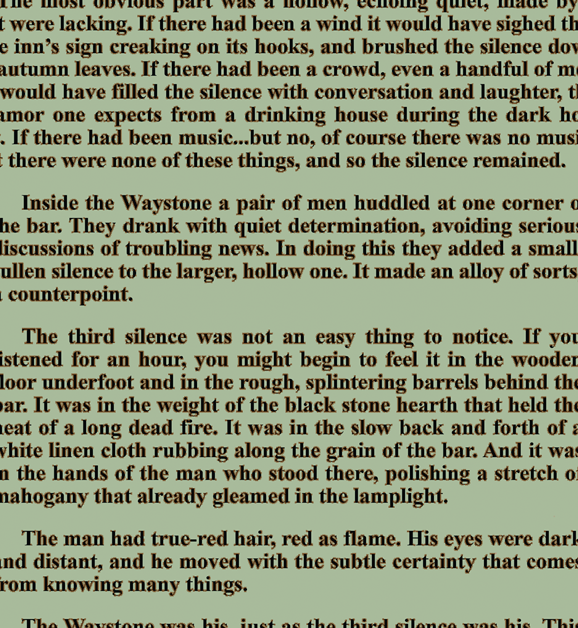 The most obvious part was a hollow, echoing quiet, made by
t were lacking. If there had been a wind it would have sighed th
e inn's sign creaking on its hooks, and brushed the silence dow
autumn leaves. If there had been a crowd, even a handful of me
would have filled the silence with conversation and laughter, th
amor one expects from a drinking house during the dark ho
. If there had been music...but no, of course there was no musi
t there were none of these things, and so the silence remained.
Inside the Waystone a pair of men huddled at one corner o
he bar. They drank with quiet determination, avoiding serious
discussions of troubling news. In doing this they added a small,
ullen silence to the larger, hollow one. It made an alloy of sorts,
a counterpoint.
The third silence was not an easy thing to notice. If you
listened for an hour, you might begin to feel it in the wooden
floor underfoot and in the rough, splintering barrels behind the
bar. It was in the weight of the black stone hearth that held the
heat of a long dead fire. It was in the slow back and forth of a
white linen cloth rubbing along the grain of the bar. And it was
n the hands of the man who stood there, polishing a stretch of
mahogany that already gleamed in the lamplight.
The man had true-red hair, red as flame. His eyes were dark
and distant, and he moved with the subtle certainty that comes
from knowing many things.
The Waystone was his, just as the third silence was his. This